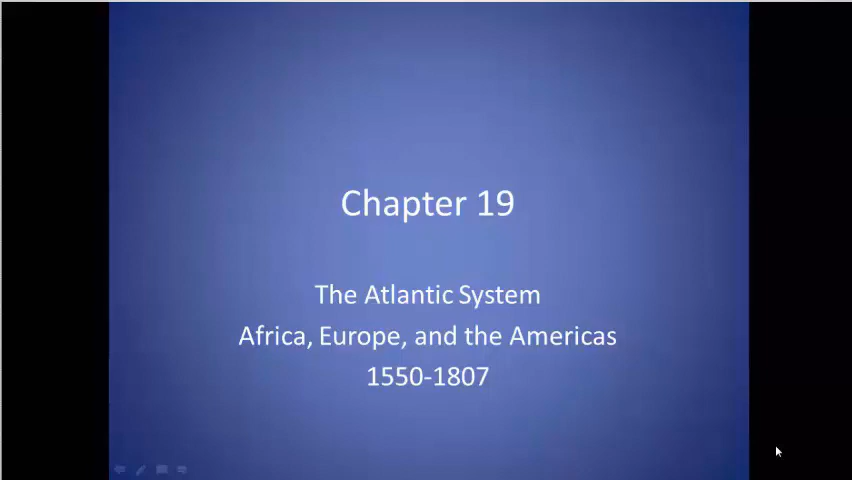 Chapter 19
The Atlantic System
Africa, Europe, and the Americas
1550-1807